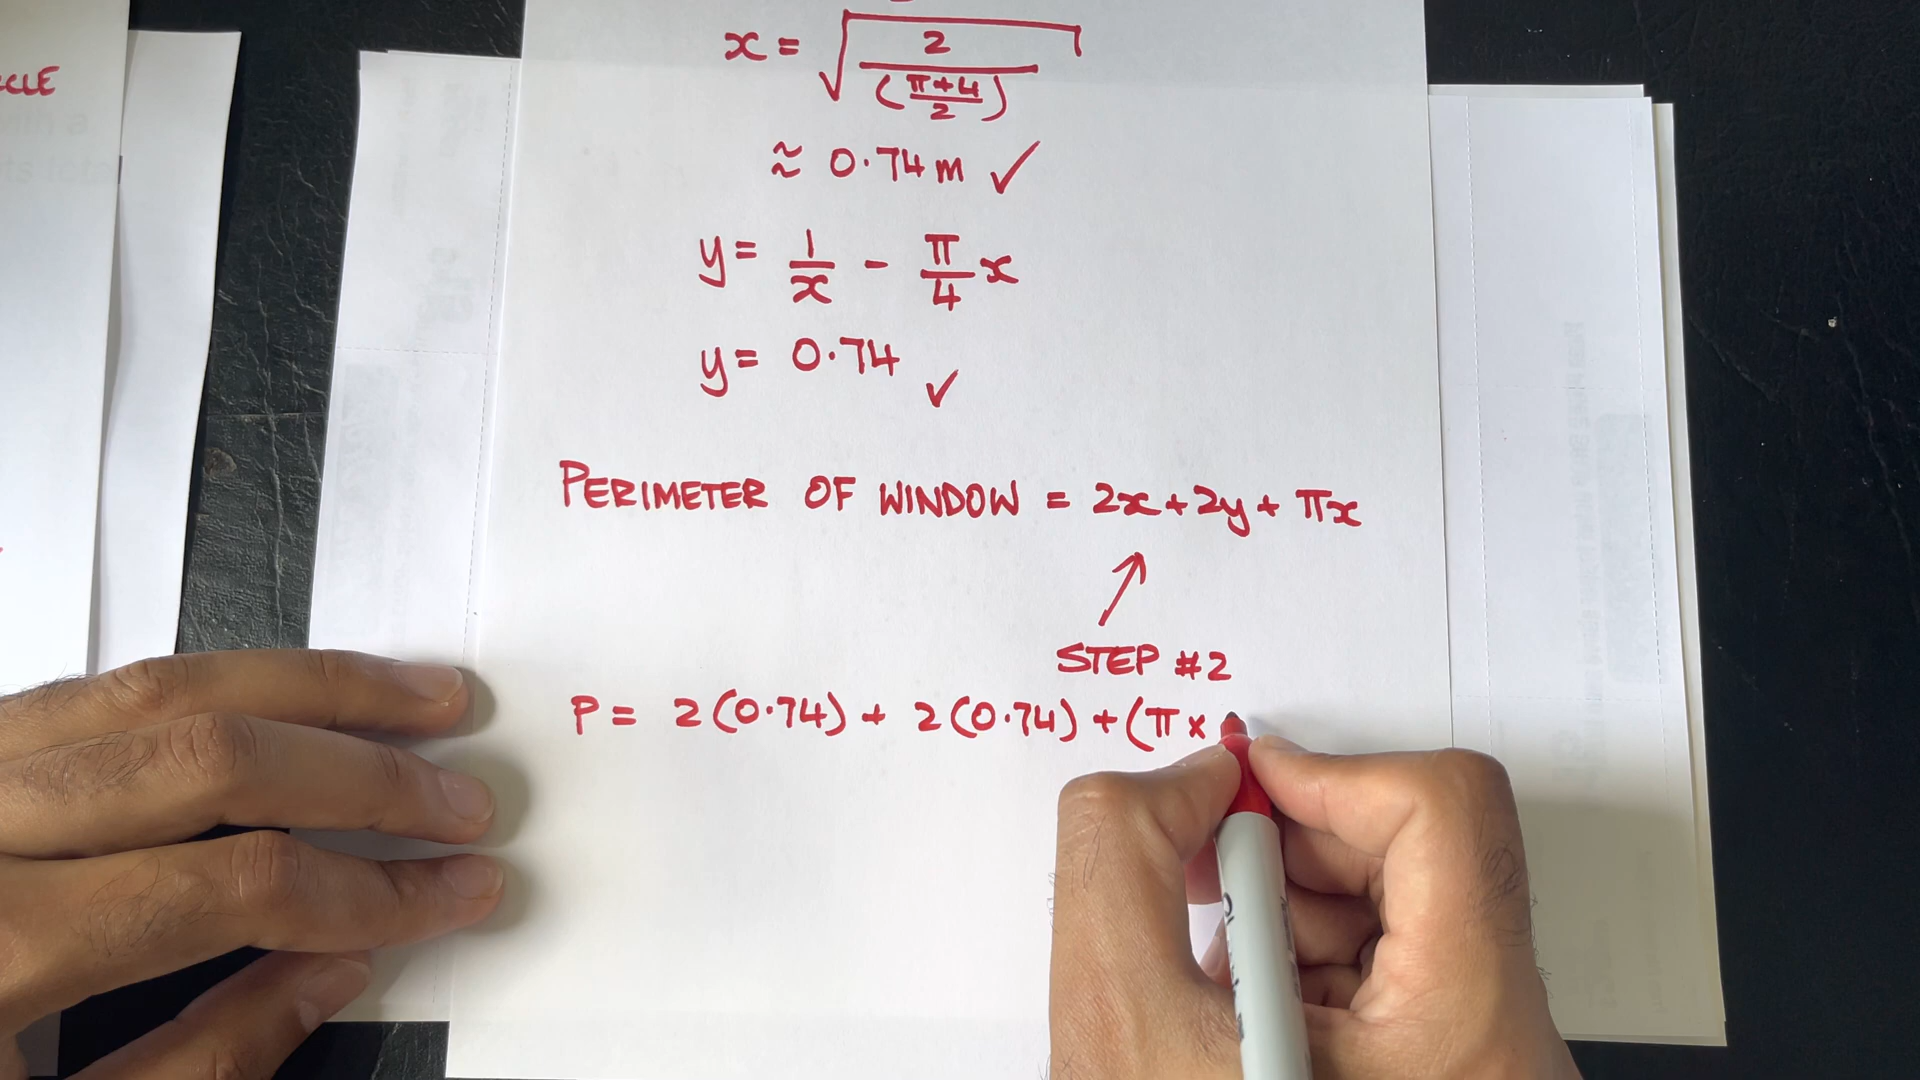 CLE
x = √ 2 / ((π+4)/2)
≈ 0.74 m ✓
y = 1/x - π/4 x
y = 0.74 ✓
PERIMETER OF WINDOW = 2x + 2y + πx
STEP #2
P = 2(0.74) + 2(0.74) + (π x